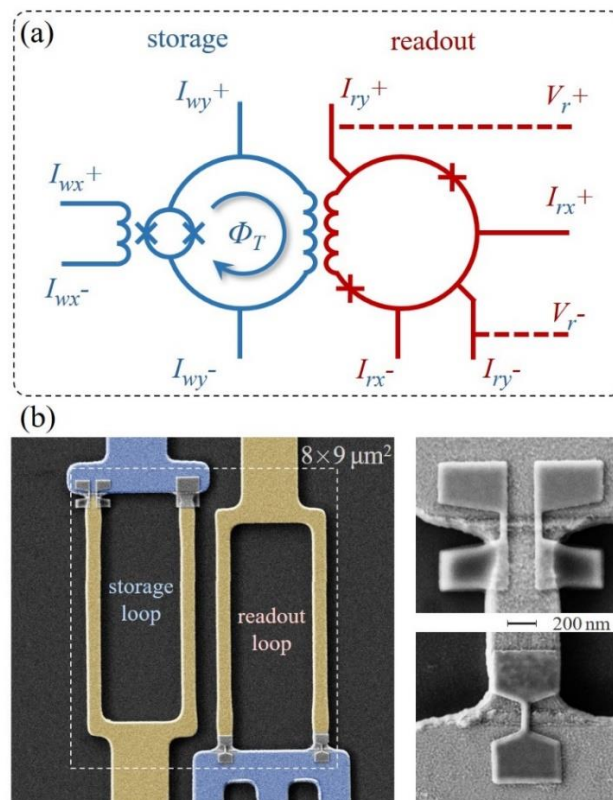 (a)
storage
readout
I_wy+
I_ry+
V_r+
I_wx+
Φ_T
I_rx+
I_wx-
V_r-
I_wy-
I_rx-
I_ry-
(b)
8×9 μm²
storage
loop
readout
loop
200 nm